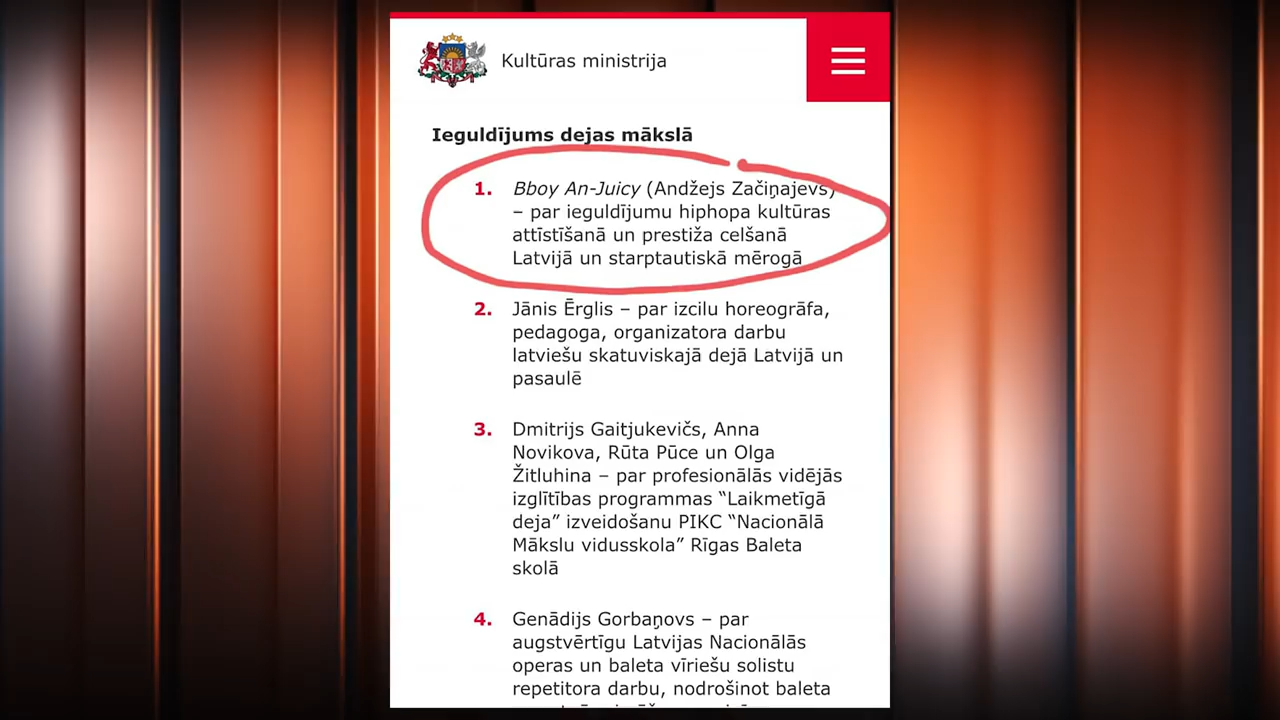 Kultūras ministrija
Ieguldījums dejas mākslā
1. Bboy An-Juicy (Andžejs Začiņajevs)
– par ieguldījumu hiphopa kultūras
attīstīšanā un prestiža celšanā
Latvijā un starptautiskā mērogā
2. Jānis Ērglis – par izcilu horeogrāfa,
pedagoga, organizatora darbu
latviešu skatuviskajā dejā Latvijā un
pasaulē
3. Dmitrijs Gaitjukevičs, Anna
Novikova, Rūta Pūce un Olga
Žitluhina – par profesionālās vidējās
izglītības programmas “Laikmetīgā
deja” izveidošanu PIKC “Nacionālā
Mākslu vidusskola” Rīgas Baleta
skolā
4. Genādijs Gorbaņovs – par
augstvērtīgu Latvijas Nacionālās
operas un baleta vīriešu solistu
repetitora darbu, nodrošinot baleta